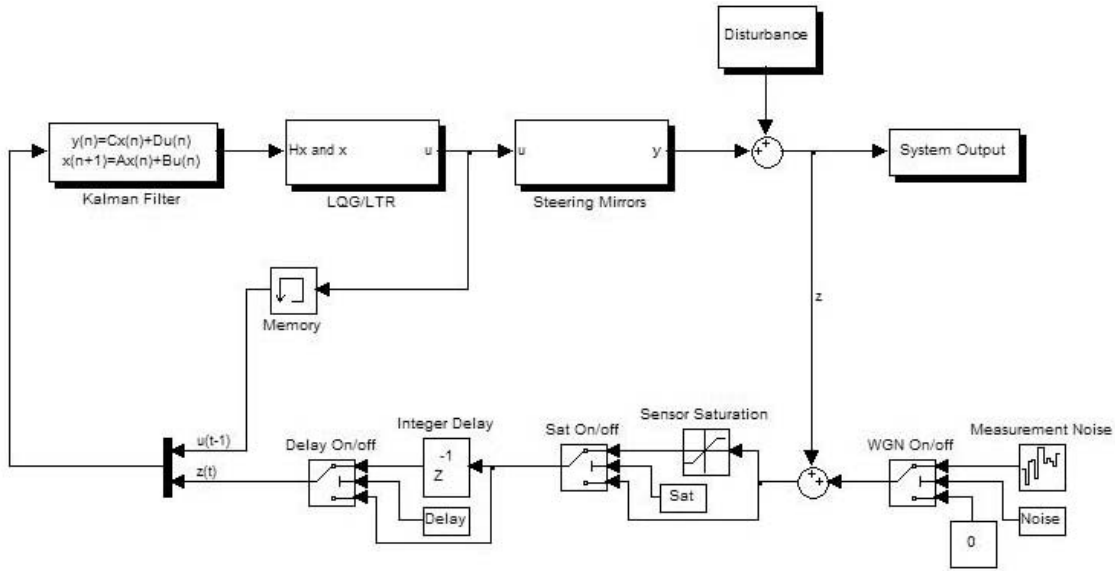 Disturbance
y(n)=Cx(n)+Du(n)
x(n+1)=Ax(n)+Bu(n)
Kalman Filter
Hx and x
u
LQG/LTR
u
y
Steering Mirrors
+
+
System Output
Memory
z
u(t-1)
z(t)
Delay On/off
Integer Delay
-1
Z
Delay
Sat On/off
Sensor Saturation
Sat
+
+
WGN On/off
Measurement Noise
Noise
0